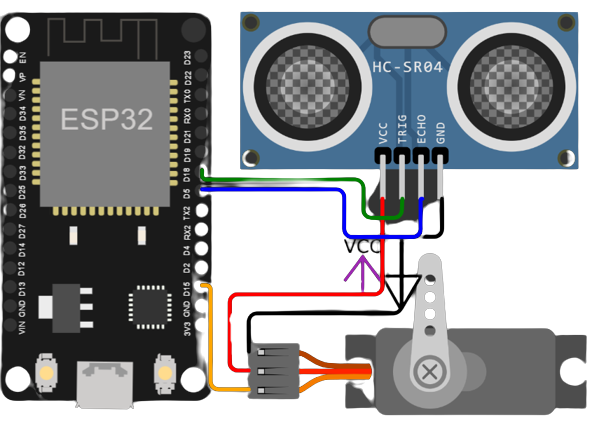 EN
VP
VN
D34
D35
D32
D33
D25
D26
D27
D14
D12
D13
GND
VIN
ESP32
D23
D22
TX0
RX0
D21
D19
D18
D5
TX2
RX2
D4
D2
D15
GND
3V3
HC-SR04
VCC
TRIG
ECHO
GND
VCC